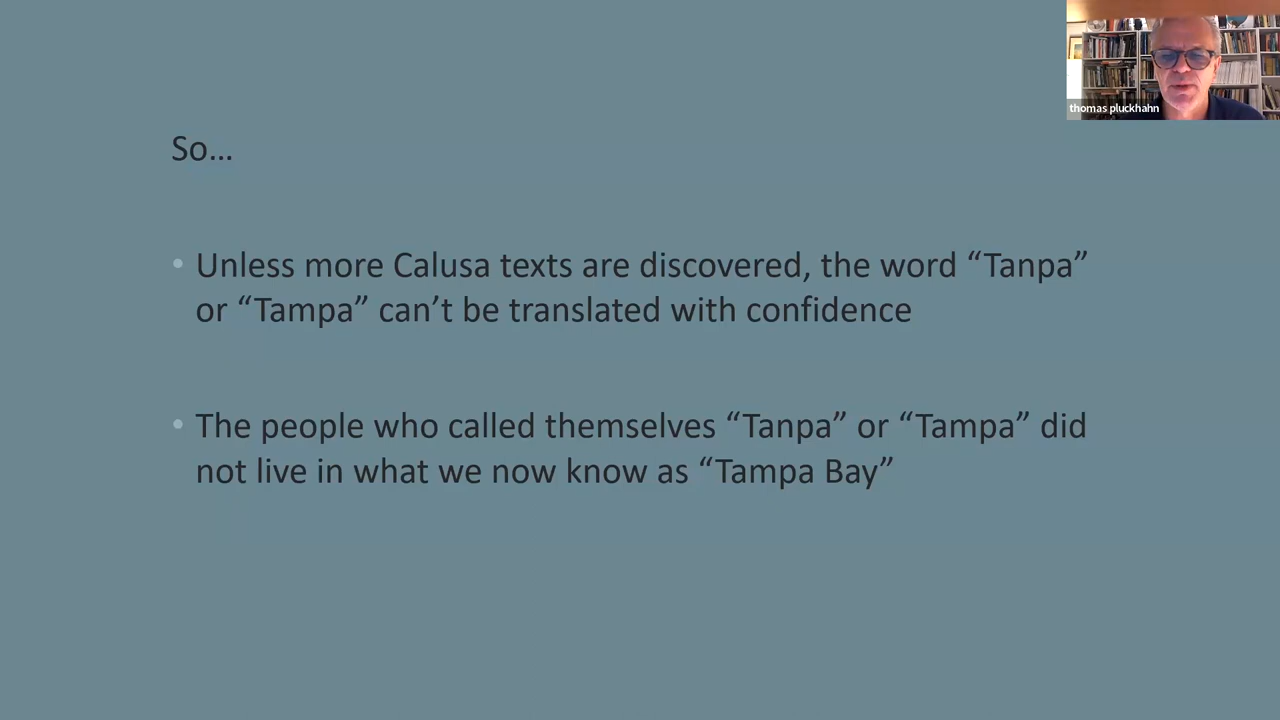 thomas pluckhahn
So...
• Unless more Calusa texts are discovered, the word “Tanpa”
or “Tampa” can’t be translated with confidence
• The people who called themselves “Tanpa” or “Tampa” did
not live in what we now know as “Tampa Bay”